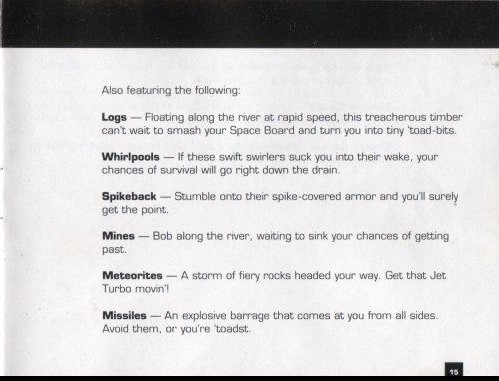 Also featuring the following:
Logs — Floating along the river at rapid speed, this treacherous timber
can't wait to smash your Space Board and turn you into tiny 'toad-bits.
Whirlpools — If these swift swirlers suck you into their wake, your
chances of survival will go right down the drain.
Spikeback — Stumble onto their spike-covered armor and you'll surely
get the point.
Mines — Bob along the river, waiting to sink your chances of getting
past.
Meteorites — A storm of fiery rocks headed your way. Get that Jet
Turbo movin'!
Missiles — An explosive barrage that comes at you from all sides.
Avoid them, or you're 'toadst.
15